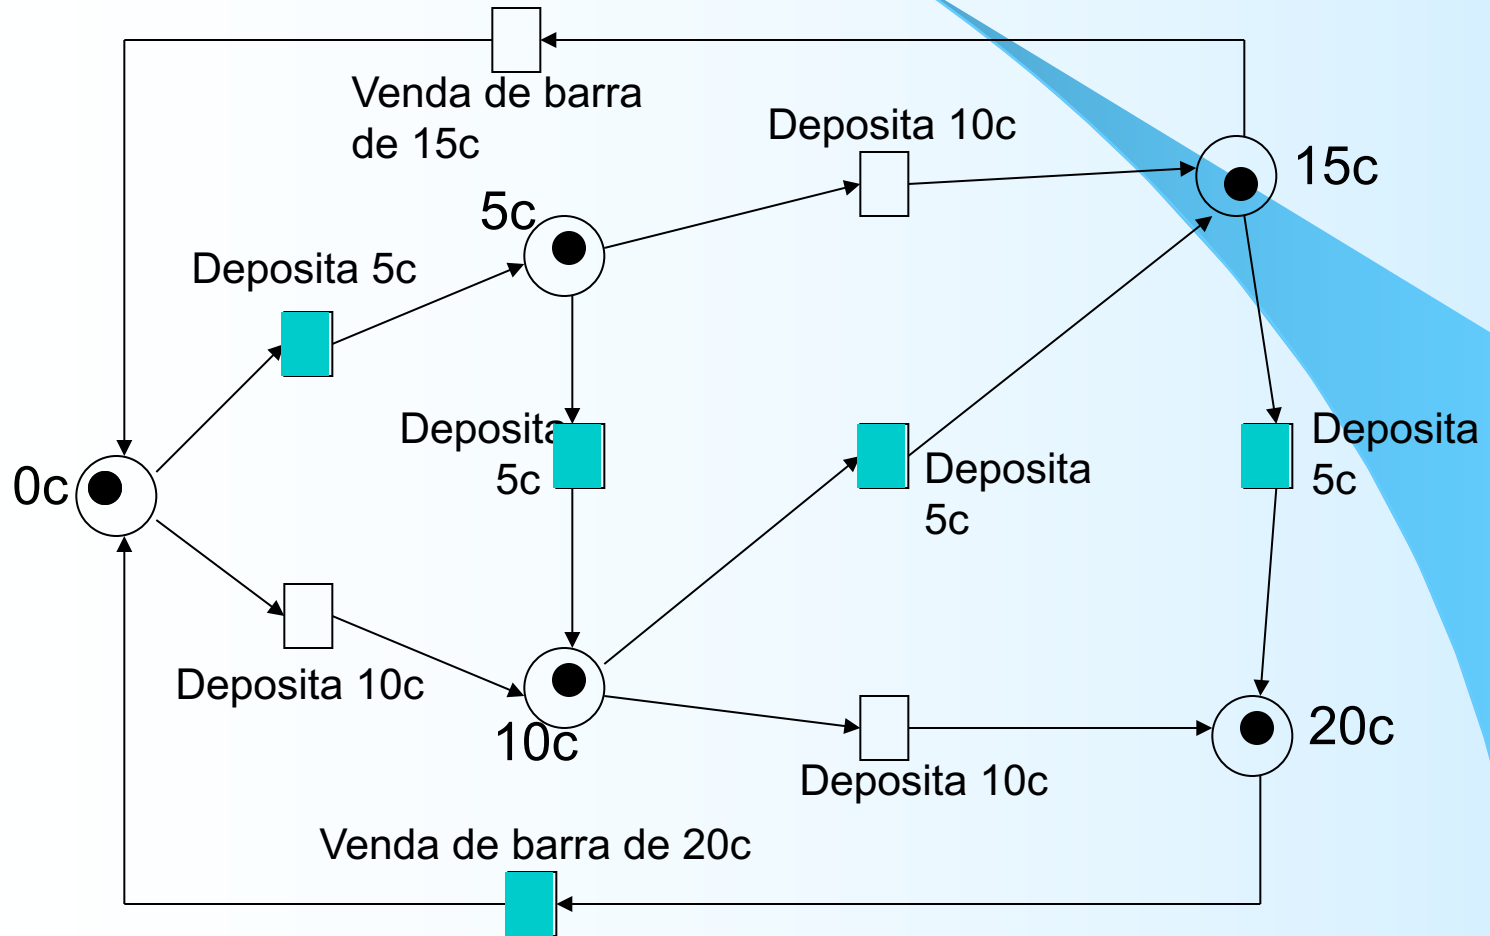 Venda de barra
de 15c
Deposita 10c
15c
5c
Deposita 5c
Deposita
5c
Deposita
5c
Deposita
5c
0c
Deposita 10c
10c
20c
Deposita 10c
Venda de barra de 20c